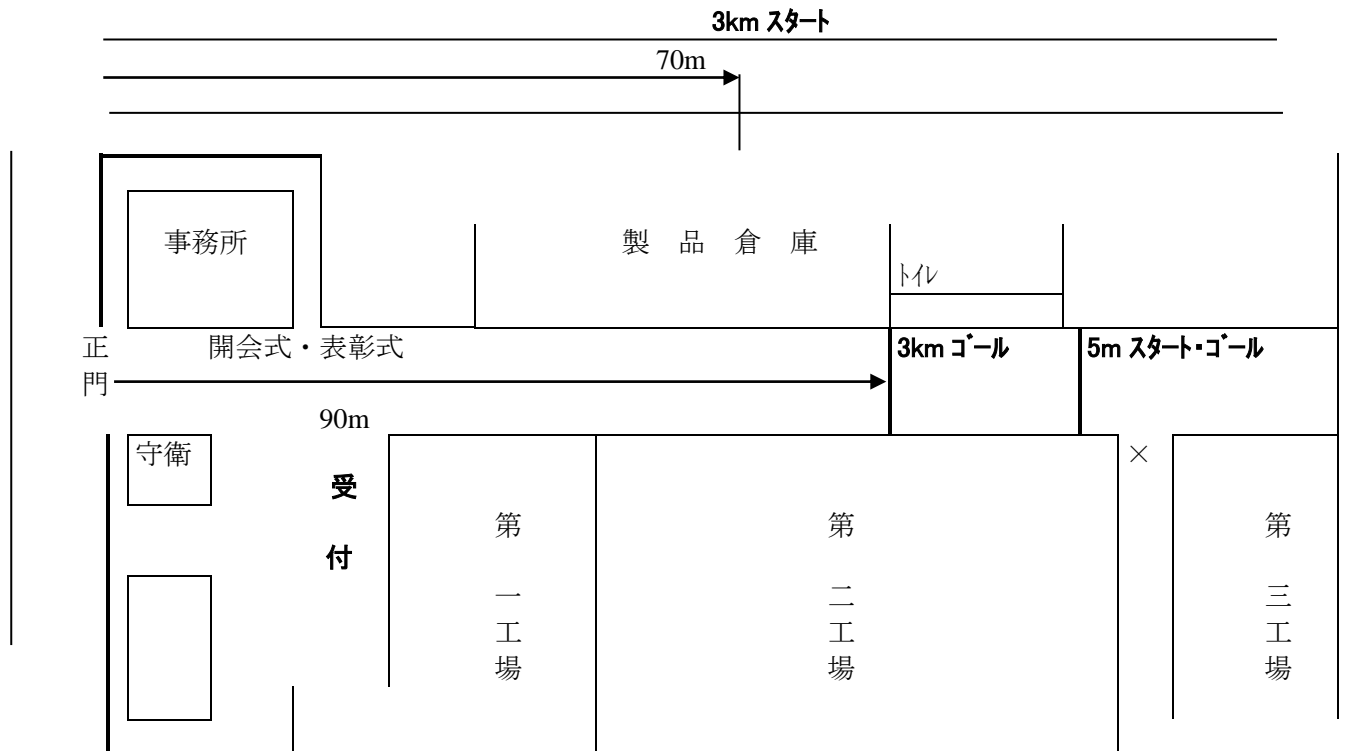 3km スタート
70m
事務所
製 品 倉 庫
トイレ
正門
開会式・表彰式
3km ゴール
5m スタート・ゴール
90m
守衛
受付
×
第一工場
第二工場
第三工場